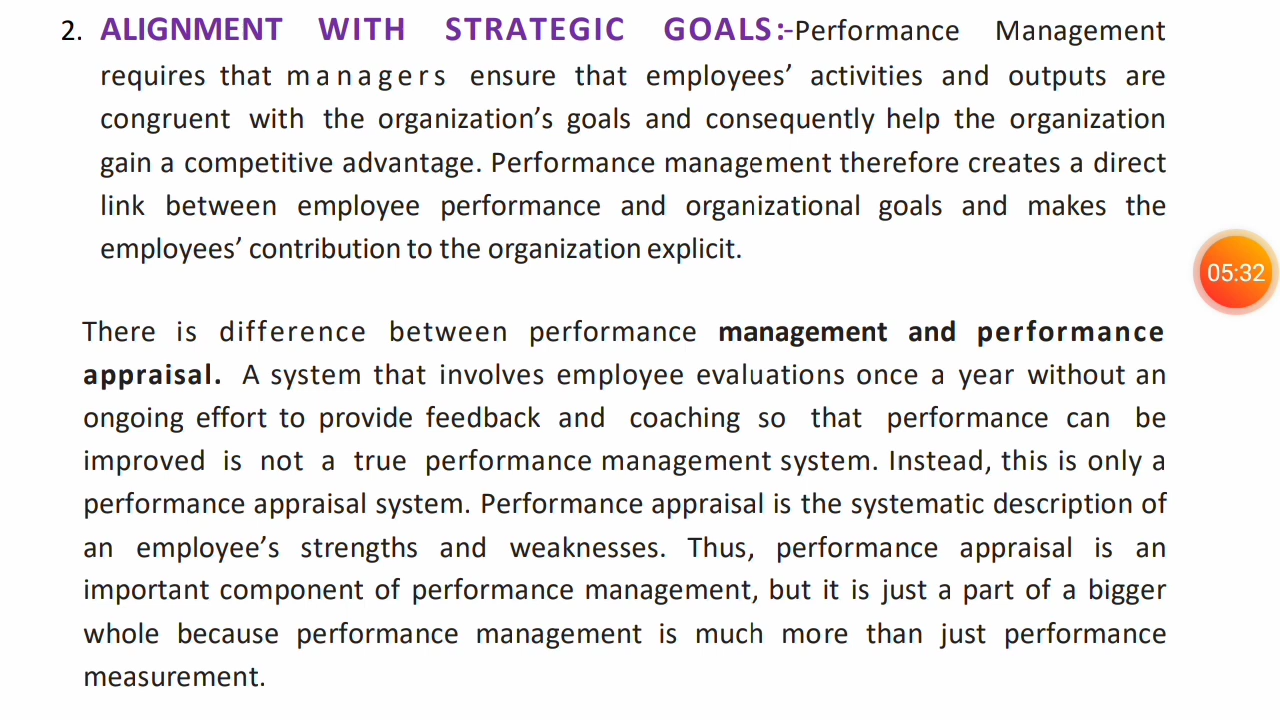 2. ALIGNMENT WITH STRATEGIC GOALS:-Performance Management
requires that managers ensure that employees’ activities and outputs are
congruent with the organization’s goals and consequently help the organization
gain a competitive advantage. Performance management therefore creates a direct
link between employee performance and organizational goals and makes the
employees’ contribution to the organization explicit.
05:32
There is difference between performance management and performance
appraisal. A system that involves employee evaluations once a year without an
ongoing effort to provide feedback and coaching so that performance can be
improved is not a true performance management system. Instead, this is only a
performance appraisal system. Performance appraisal is the systematic description of
an employee’s strengths and weaknesses. Thus, performance appraisal is an
important component of performance management, but it is just a part of a bigger
whole because performance management is much more than just performance
measurement.